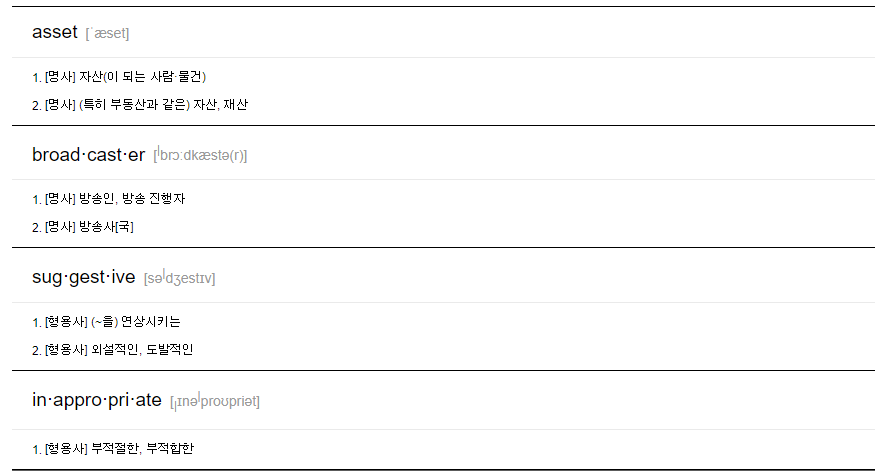 asset [ˈæset]
1. [명사] 자산(이 되는 사람·물건)
2. [명사] (특히 부동산과 같은) 자산, 재산
broad·cast·er [ˈbrɔːdkæstə(r)]
1. [명사] 방송인, 방송 진행자
2. [명사] 방송사[국]
sug·gest·ive [səˈdʒestɪv]
1. [형용사] (~을) 연상시키는
2. [형용사] 외설적인, 도발적인
in·appro·pri·ate [ˌɪnəˈproʊpriət]
1. [형용사] 부적절한, 부적합한